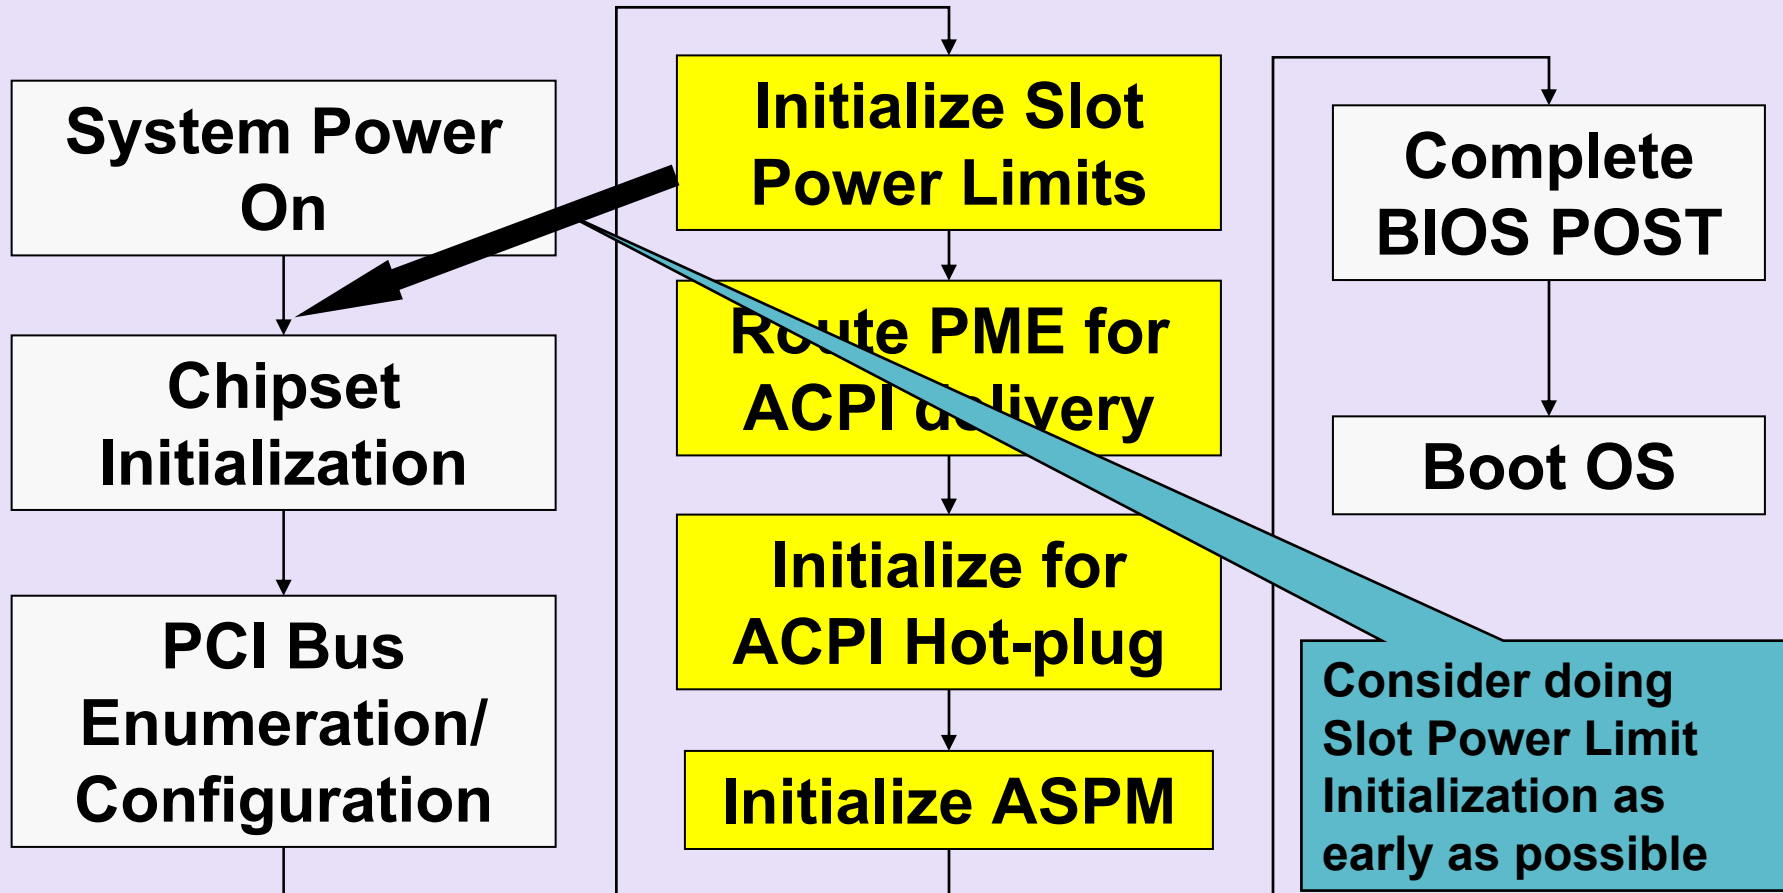 System Power
On
Chipset
Initialization
PCI Bus
Enumeration/
Configuration
Initialize Slot
Power Limits
Route PME for
ACPI delivery
Initialize for
ACPI Hot-plug
Initialize ASPM
Complete
BIOS POST
Boot OS
Consider doing
Slot Power Limit
Initialization as
early as possible